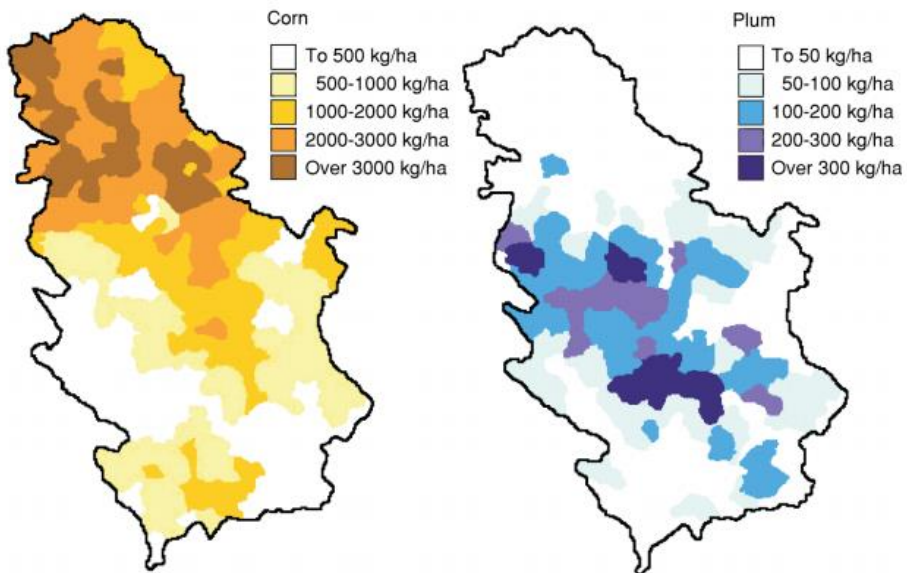 Corn
To 500 kg/ha
500-1000 kg/ha
1000-2000 kg/ha
2000-3000 kg/ha
Over 3000 kg/ha
Plum
To 50 kg/ha
50-100 kg/ha
100-200 kg/ha
200-300 kg/ha
Over 300 kg/ha